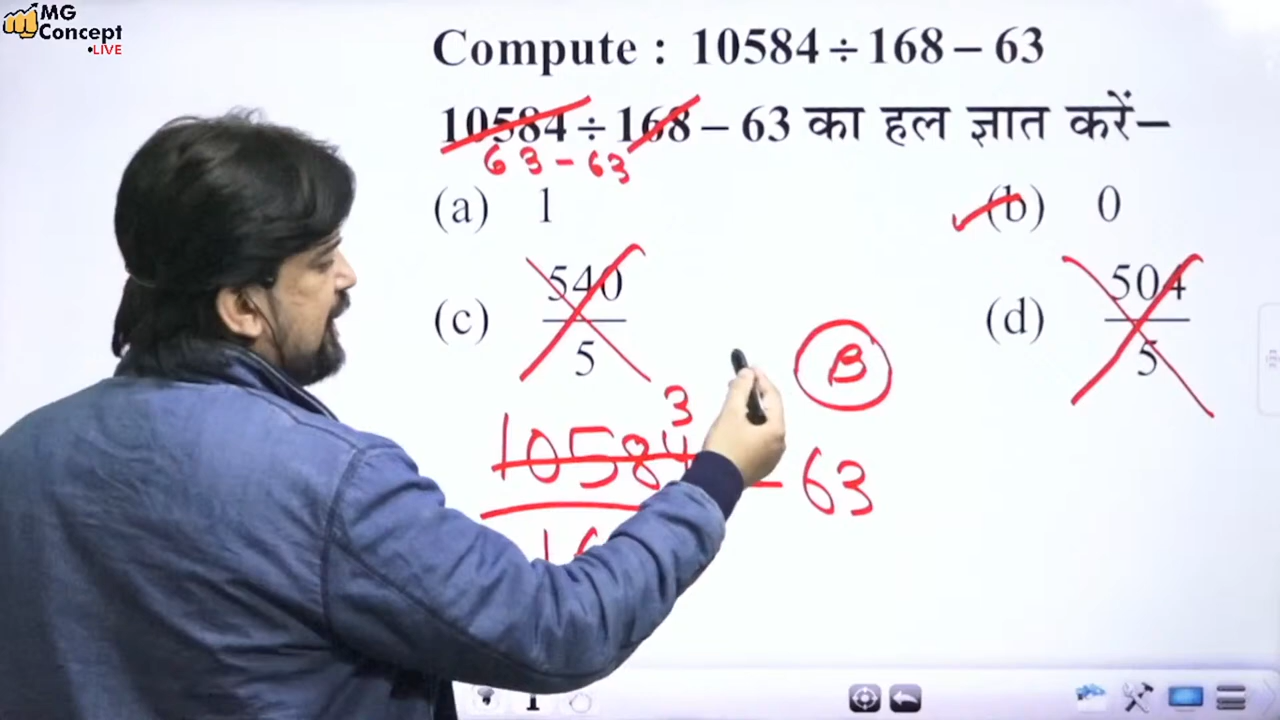 MG
Concept
•LIVE
Compute : 10584 ÷ 168 – 63
10584 ÷ 168 – 63 का हल ज्ञात करें–
63 - 63
(a) 1 (b) 0
(c) 540/5 (d) 504/5
B
3
10584 - 63